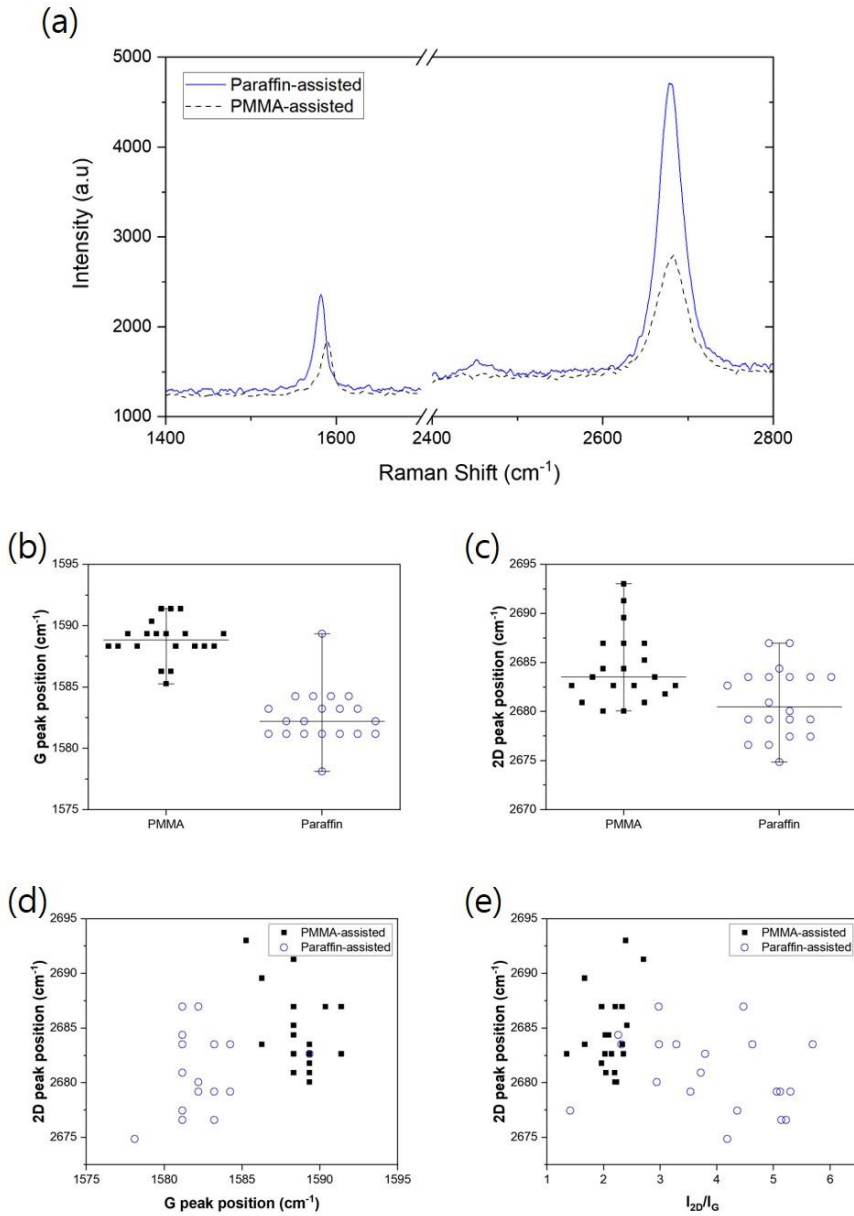 (a)
5000
4000
3000
2000
1000
Intensity (a.u)
Paraffin-assisted
PMMA-assisted
1400
1600
2400
2600
2800
Raman Shift (cm-1)
(b)
1595
1590
1585
1580
1575
G peak position (cm-1)
PMMA
Paraffin
(c)
2695
2690
2685
2680
2675
2670
2D peak position (cm-1)
PMMA
Paraffin
(d)
2695
2690
2685
2680
2675
2D peak position (cm-1)
PMMA-assisted
Paraffin-assisted
1575
1580
1585
1590
1595
G peak position (cm-1)
(e)
2695
2690
2685
2680
2675
2D peak position (cm-1)
PMMA-assisted
Paraffin-assisted
1
2
3
4
5
6
I2D/IG